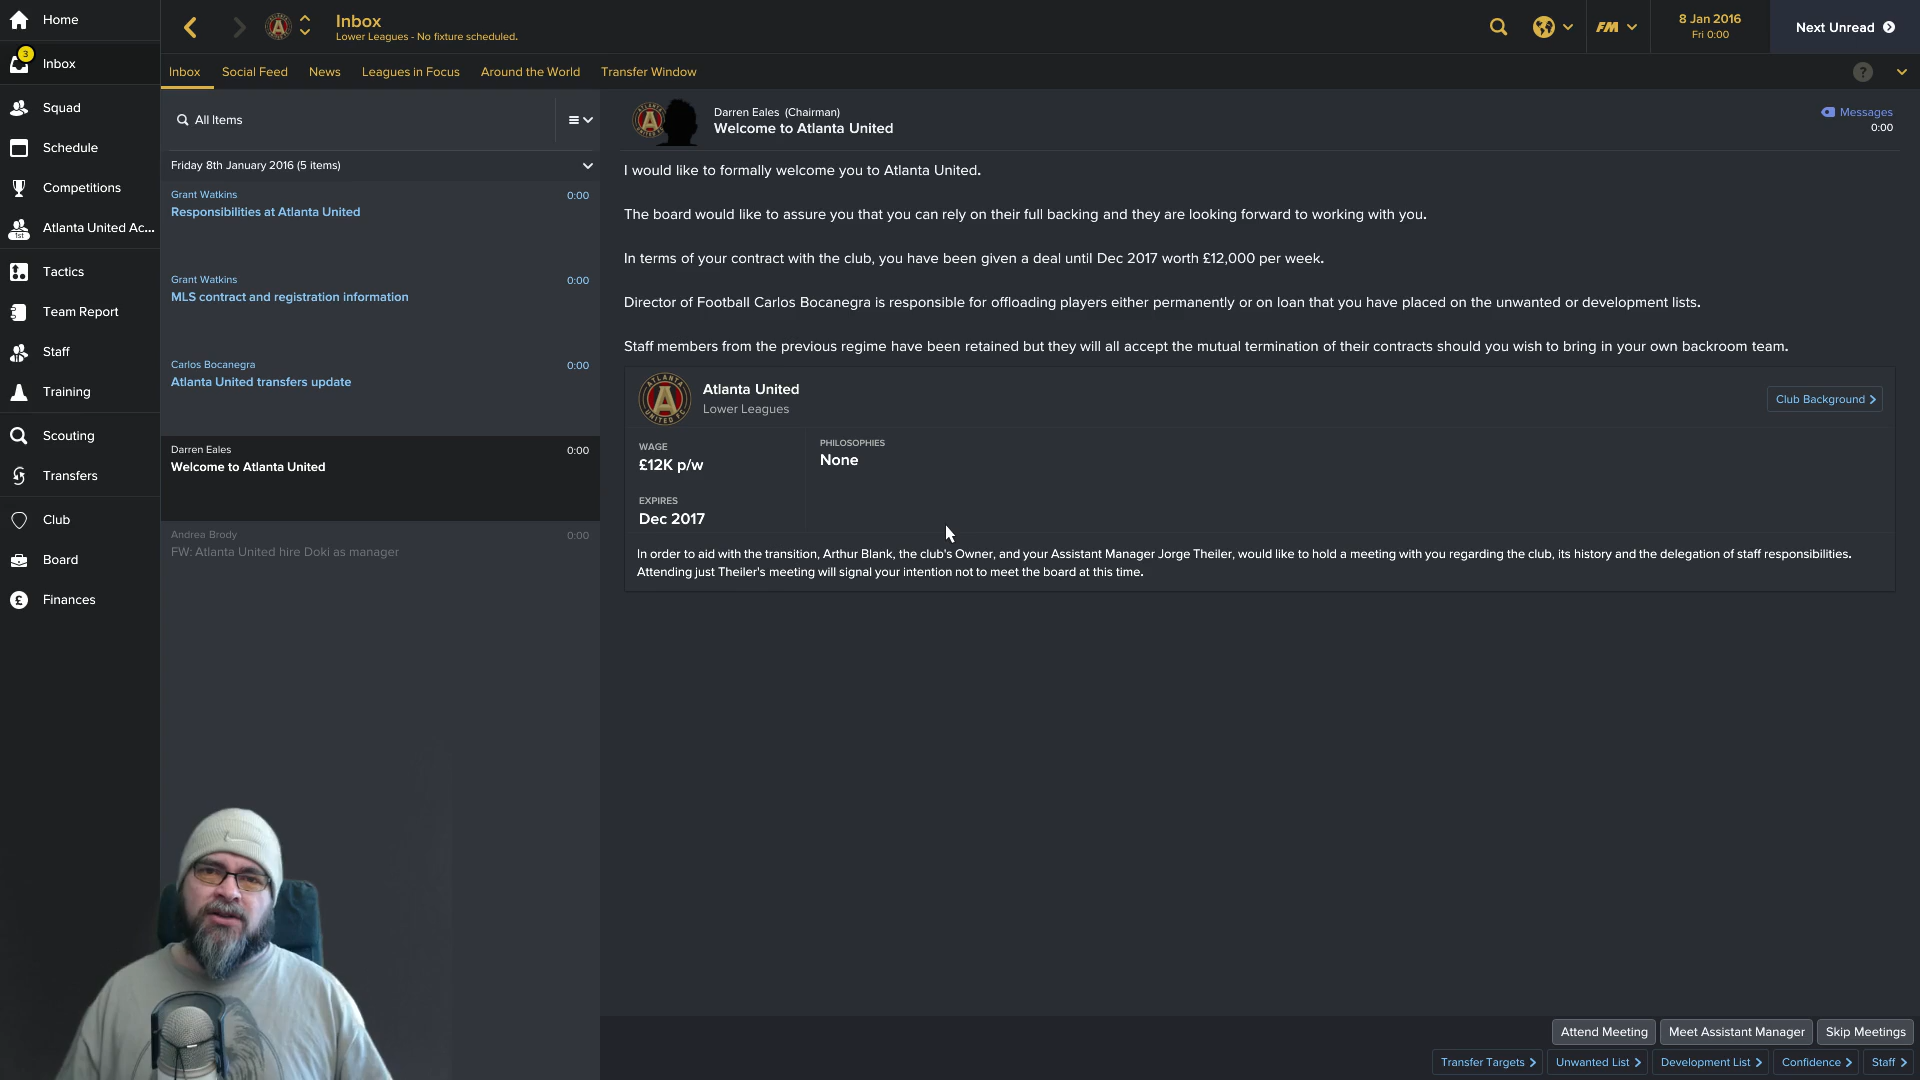 Home
Inbox
3
Squad
Schedule
Competitions
Atlanta United Ac...
1st
Tactics
Team Report
Staff
Training
Scouting
Transfers
Club
Board
Finances
Inbox
Lower Leagues - No fixture scheduled.
FM
8 Jan 2016
Fri 0:00
Next Unread
Inbox
Social Feed
News
Leagues in Focus
Around the World
Transfer Window
?
All Items
Friday 8th January 2016 (5 items)
Grant Watkins
0:00
Responsibilities at Atlanta United
Grant Watkins
0:00
MLS contract and registration information
Carlos Bocanegra
0:00
Atlanta United transfers update
Darren Eales
0:00
Welcome to Atlanta United
Andrea Brody
0:00
FW: Atlanta United hire Doki as manager
Darren Eales (Chairman)
Welcome to Atlanta United
Messages
0:00
I would like to formally welcome you to Atlanta United.
The board would like to assure you that you can rely on their full backing and they are looking forward to working with you.
In terms of your contract with the club, you have been given a deal until Dec 2017 worth £12,000 per week.
Director of Football Carlos Bocanegra is responsible for offloading players either permanently or on loan that you have placed on the unwanted or development lists.
Staff members from the previous regime have been retained but they will all accept the mutual termination of their contracts should you wish to bring in your own backroom team.
ATLANTA
A
UNITED FC
Atlanta United
Lower Leagues
Club Background
WAGE
£12K p/w
PHILOSOPHIES
None
EXPIRES
Dec 2017
In order to aid with the transition, Arthur Blank, the club's Owner, and your Assistant Manager Jorge Theiler, would like to hold a meeting with you regarding the club, its history and the delegation of staff responsibilities.
Attending just Theiler's meeting will signal your intention not to meet the board at this time.
Attend Meeting
Meet Assistant Manager
Skip Meetings
Transfer Targets
Unwanted List
Development List
Confidence
Staff